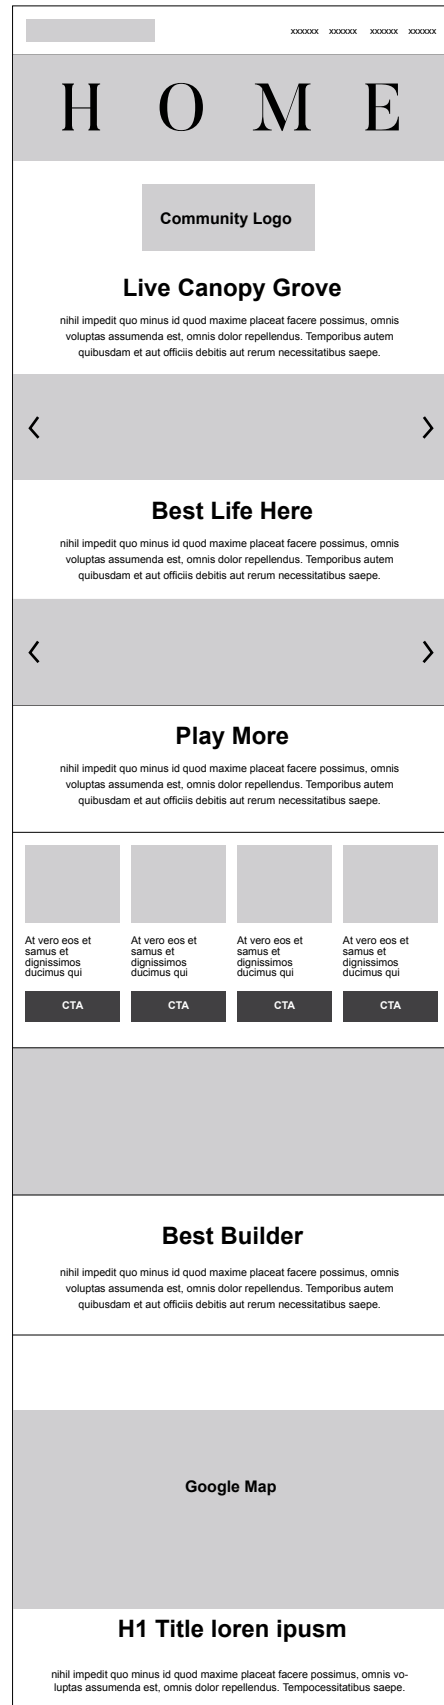 xxxxxx xxxxxx xxxxxx xxxxxx
HOME
Community Logo
Live Canopy Grove
nihil impedit quo minus id quod maxime placeat facere possimus, omnis
voluptas assumenda est, omnis dolor repellendus. Temporibus autem
quibusdam et aut officiis debitis aut rerum necessitatibus saepe.
Best Life Here
nihil impedit quo minus id quod maxime placeat facere possimus, omnis
voluptas assumenda est, omnis dolor repellendus. Temporibus autem
quibusdam et aut officiis debitis aut rerum necessitatibus saepe.
Play More
nihil impedit quo minus id quod maxime placeat facere possimus, omnis
voluptas assumenda est, omnis dolor repellendus. Temporibus autem
quibusdam et aut officiis debitis aut rerum necessitatibus saepe.
At vero eos et
samus et
dignissimos
ducimus qui
CTA
At vero eos et
samus et
dignissimos
ducimus qui
CTA
At vero eos et
samus et
dignissimos
ducimus qui
CTA
At vero eos et
samus et
dignissimos
ducimus qui
CTA
Best Builder
nihil impedit quo minus id quod maxime placeat facere possimus, omnis
voluptas assumenda est, omnis dolor repellendus. Temporibus autem
quibusdam et aut officiis debitis aut rerum necessitatibus saepe.
Google Map
H1 Title loren ipusm
nihil impedit quo minus id quod maxime placeat facere possimus, omnis vo-
luptas assumenda est, omnis dolor repellendus. Tempocessitatibus saepe.